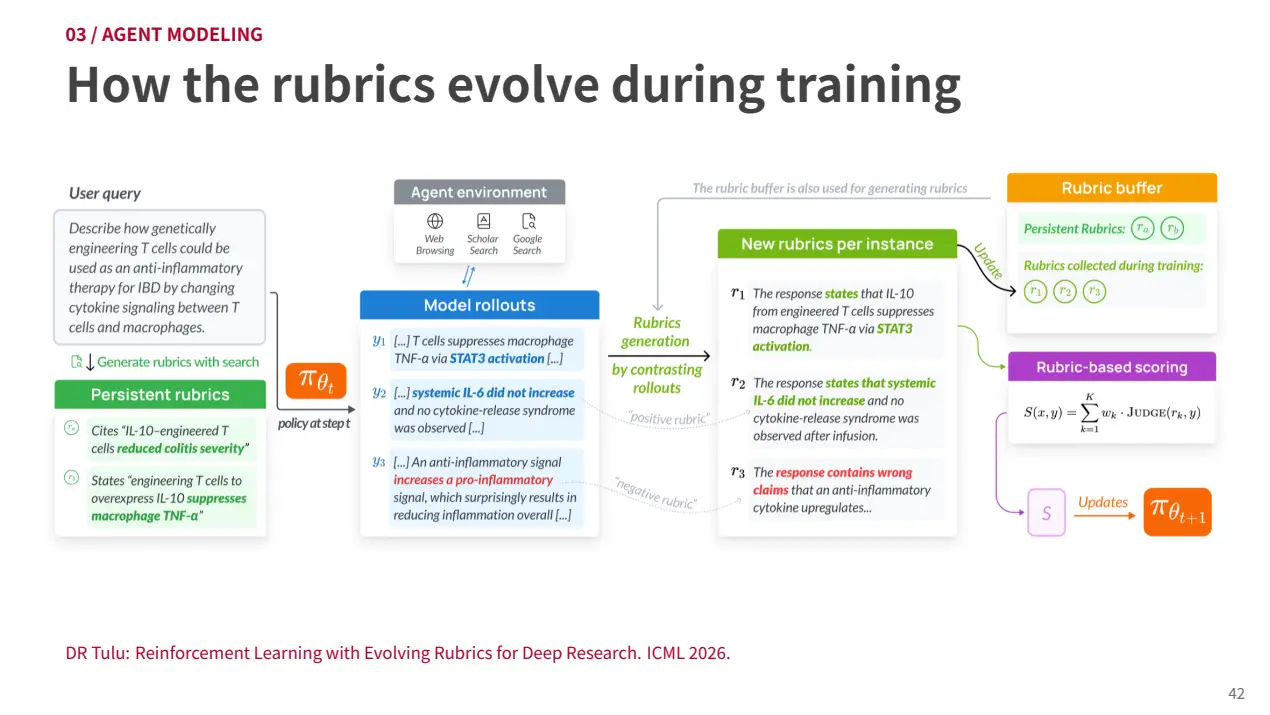 03 / AGENT MODELING
How the rubrics evolve during training
User query
Describe how genetically
engineering T cells could be
used as an anti-inflammatory
therapy for IBD by changing
cytokine signaling between T
cells and macrophages.
Generate rubrics with search
Persistent rubrics
rₐ
Cites “IL-10–engineered T
cells reduced colitis severity”
r_b
States “engineering T cells to
overexpress IL-10 suppresses
macrophage TNF-α”
π_{θ_t}
policy at step t
Agent environment
Web
Browsing
Scholar
Search
Google
Search
Model rollouts
y₁ [...] T cells suppresses macrophage
TNF-α via STAT3 activation [...]
y₂ [...] systemic IL-6 did not increase
and no cytokine-release syndrome
was observed [...]
y₃ [...] An anti-inflammatory signal
increases a pro-inflammatory
signal, which surprisingly results in
reducing inflammation overall [...]
The rubric buffer is also used for generating rubrics
Rubrics
generation
by contrasting
rollouts
“positive rubric”
“negative rubric”
New rubrics per instance
r₁ The response states that IL-10
from engineered T cells suppresses
macrophage TNF-α via STAT3
activation.
r₂ The response states that systemic
IL-6 did not increase and no
cytokine-release syndrome was
observed after infusion.
r₃ The response contains wrong
claims that an anti-inflammatory
cytokine upregulates...
Update
Rubric buffer
Persistent Rubrics: rₐ r_b
Rubrics collected during training:
r₁ r₂ r₃
Rubric-based scoring
S(x, y) = ∑_{k=1}^{K} w_k · JUDGE(r_k, y)
S
Updates
π_{θ_{t+1}}
DR Tulu: Reinforcement Learning with Evolving Rubrics for Deep Research. ICML 2026.
42